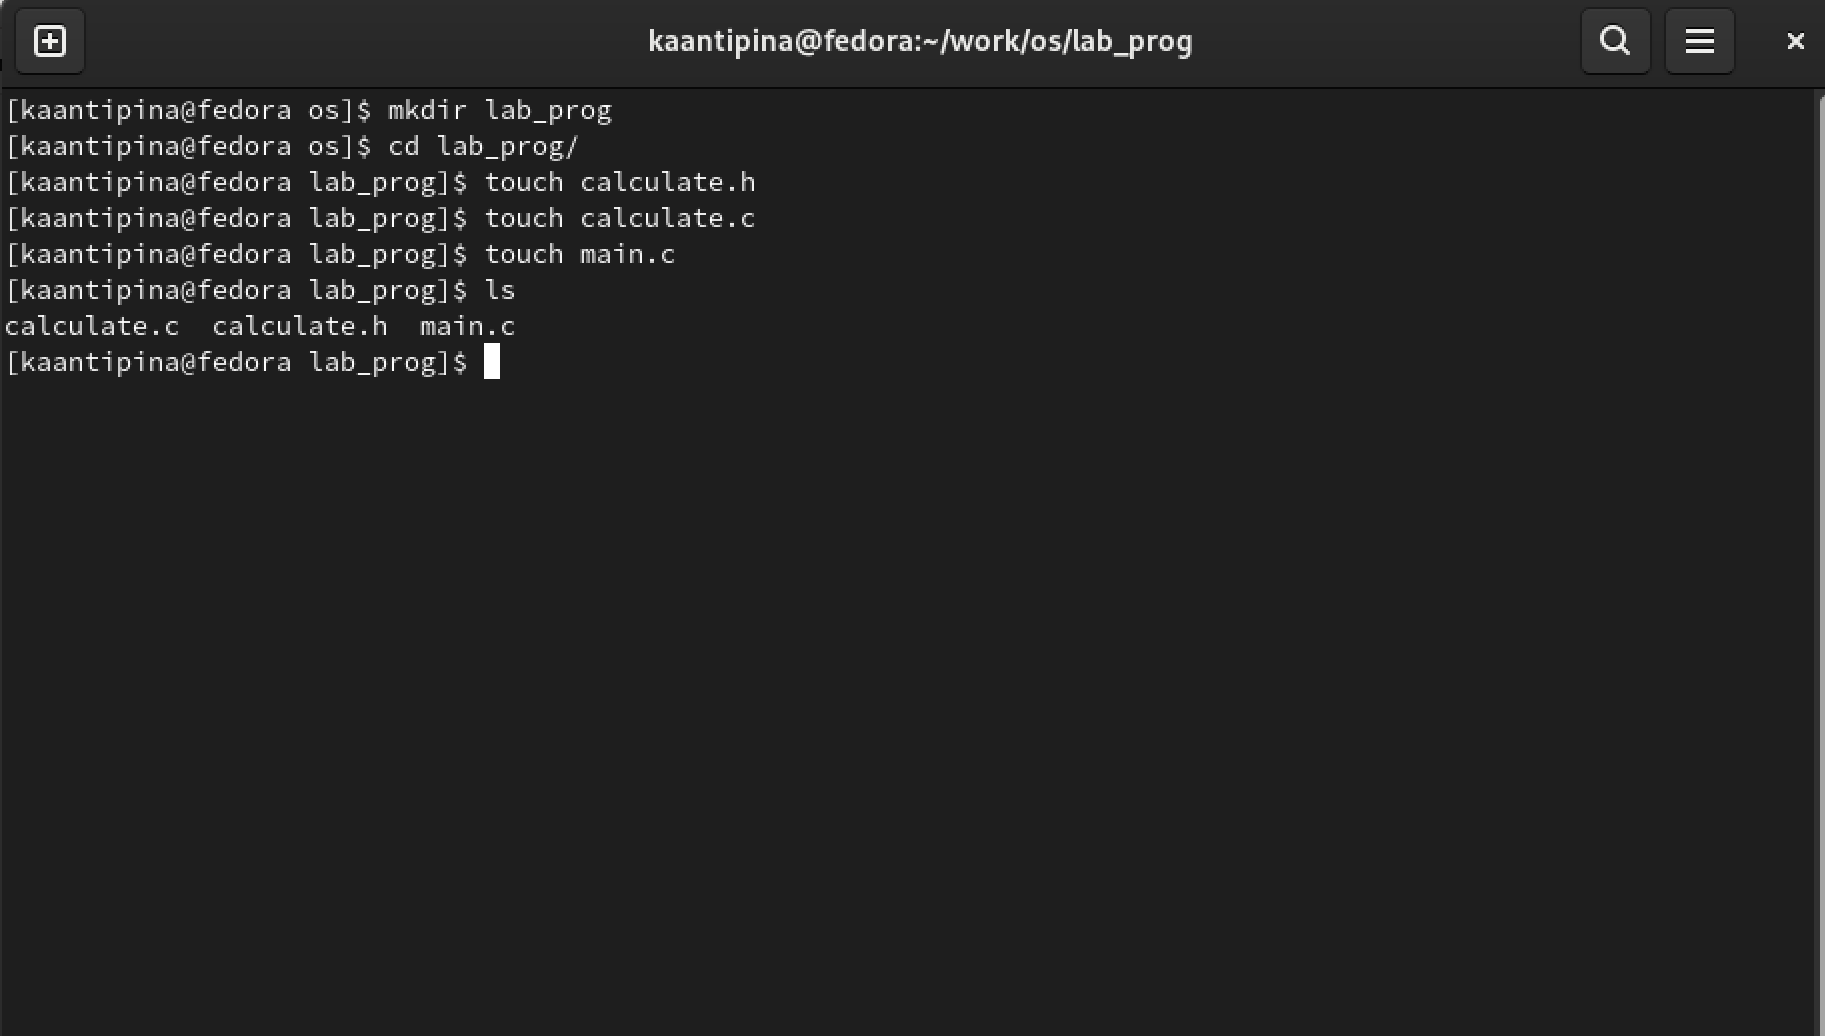 kaantipina@fedora:~/work/os/lab_prog
[kaantipina@fedora os]$ mkdir lab_prog
[kaantipina@fedora os]$ cd lab_prog/
[kaantipina@fedora lab_prog]$ touch calculate.h
[kaantipina@fedora lab_prog]$ touch calculate.c
[kaantipina@fedora lab_prog]$ touch main.c
[kaantipina@fedora lab_prog]$ ls
calculate.c  calculate.h  main.c
[kaantipina@fedora lab_prog]$